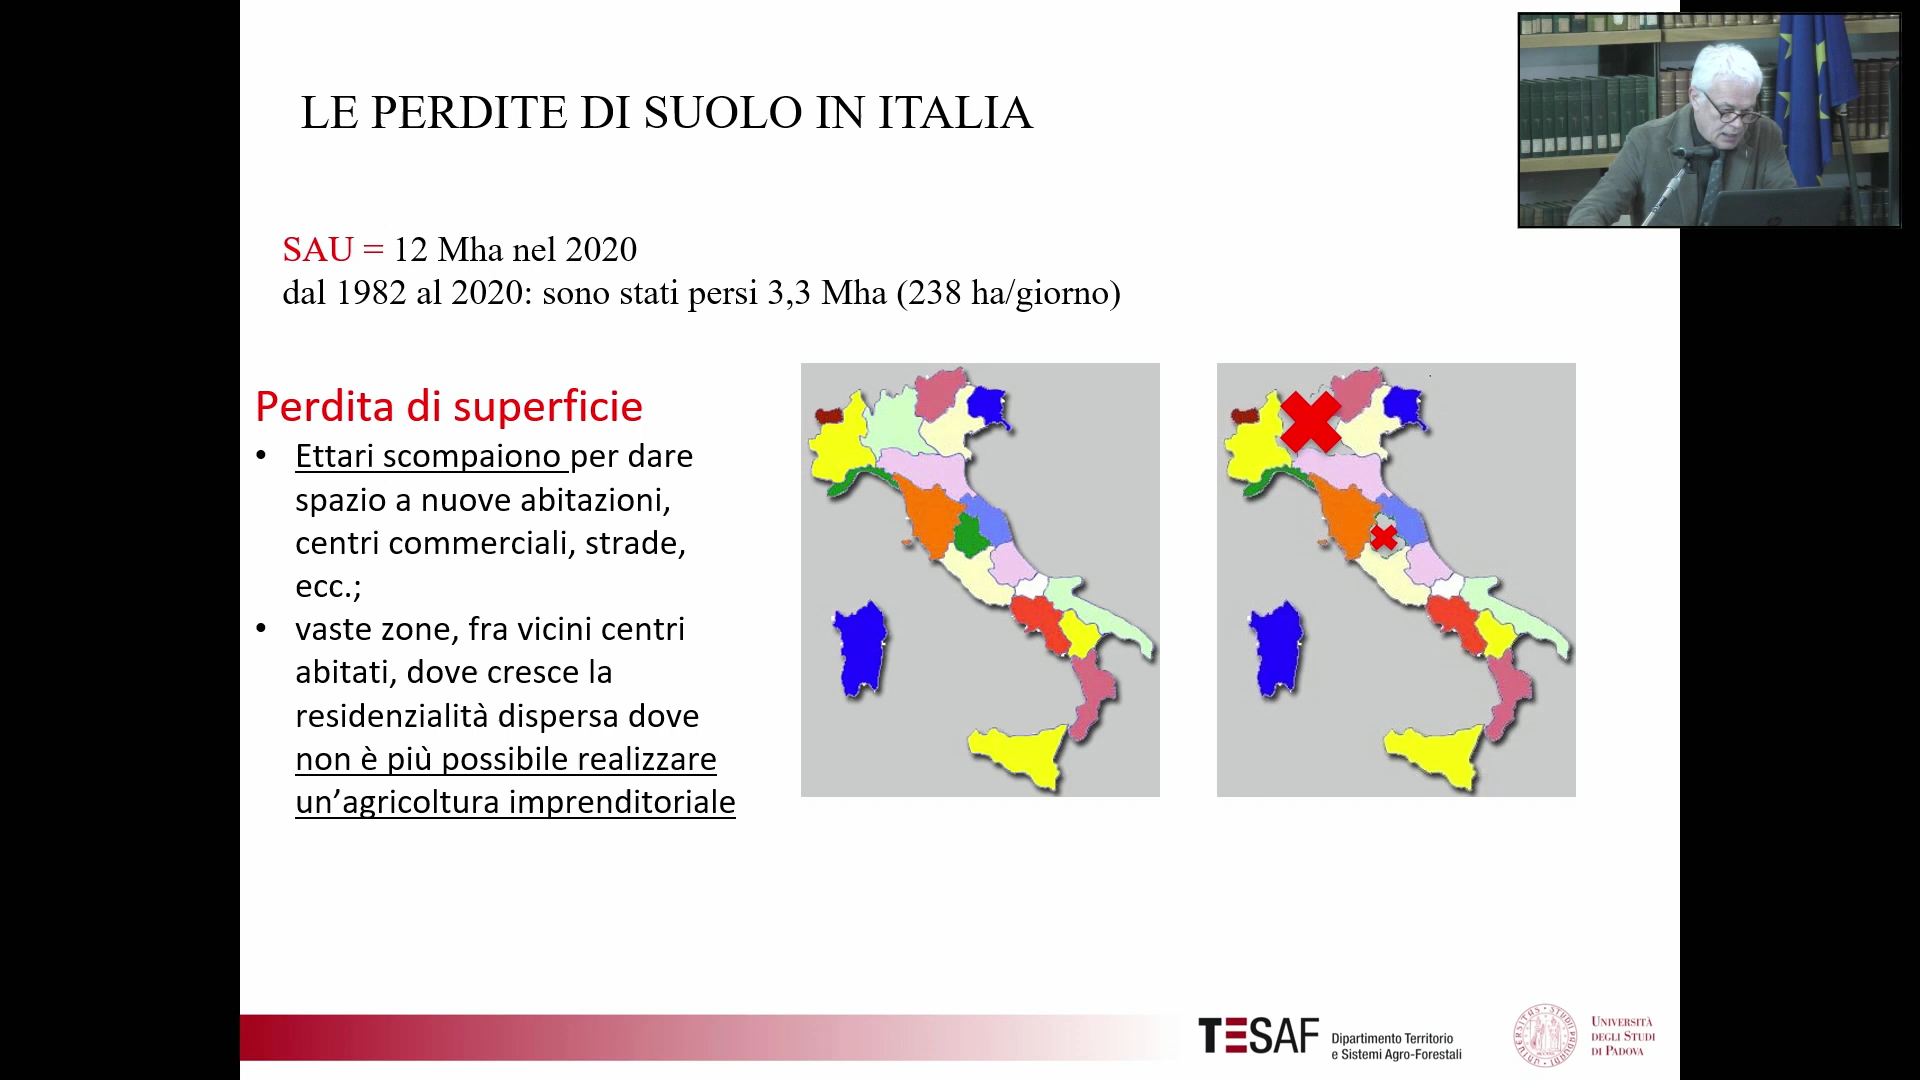 LE PERDITE DI SUOLO IN ITALIA
SAU = 12 Mha nel 2020
dal 1982 al 2020: sono stati persi 3,3 Mha (238 ha/giorno)
Perdita di superficie
• Ettari scompaiono per dare
spazio a nuove abitazioni,
centri commerciali, strade,
ecc.;
• vaste zone, fra vicini centri
abitati, dove cresce la
residenzialità dispersa dove
non è più possibile realizzare
un’agricoltura imprenditoriale
TESAF
Dipartimento Territorio
e Sistemi Agro-Forestali
UNIVERSITÀ
DEGLI STUDI
DI PADOVA